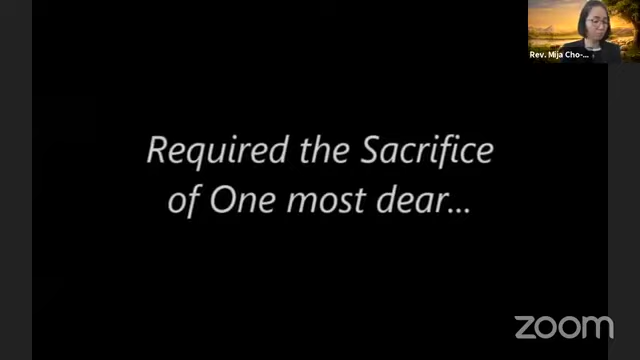 Rev. Mija Cho-...
Required the Sacrifice
of One most dear...
zoom